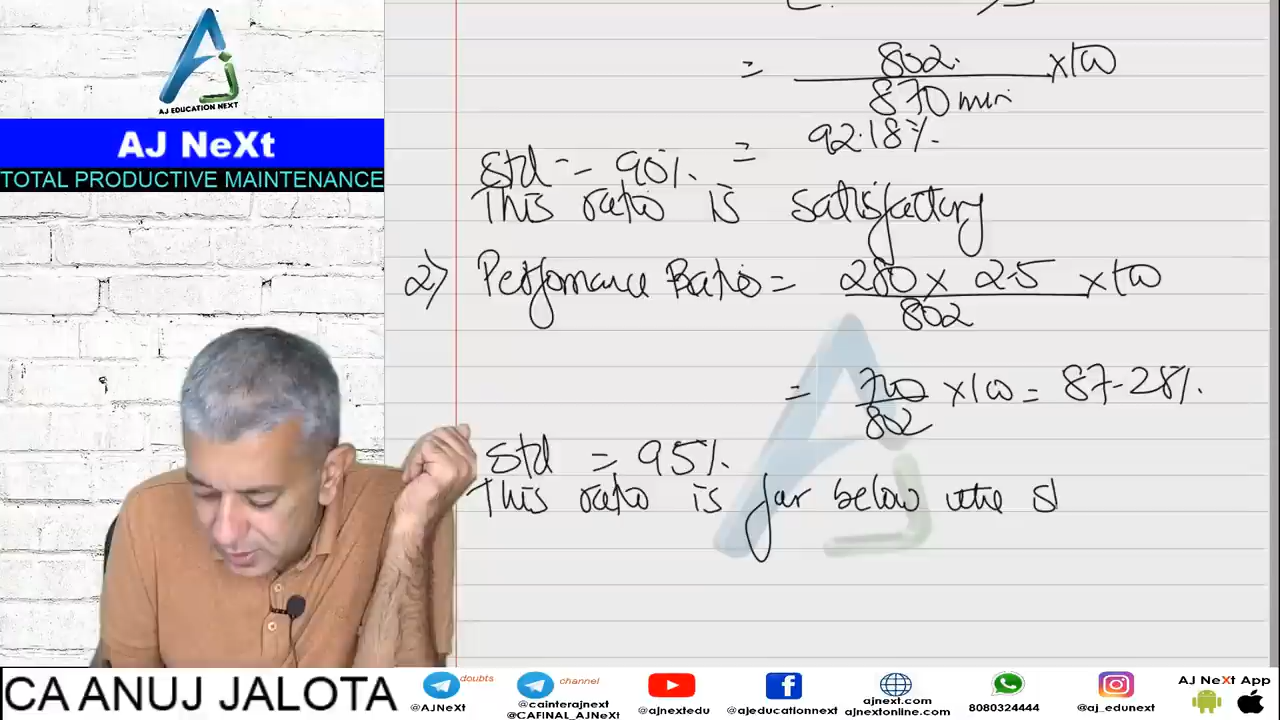 AJ EDUCATION NEXT
AJ NeXt
TOTAL PRODUCTIVE MAINTENANCE
= 802 ×100
870 min
= 92.18%.
Std = 90%.
This ratio is satisfactory
2) Perfomance Ratio = 280 × 2.5 ×100
802
= 700 ×100 = 87.28%.
802
Std = 95%.
This ratio is far below the s
CA ANUJ JALOTA
doubts
@AJNeXt
channel
@cainterajnext
@CAFINAL_AJNeXt
@ajnextedu
@ajeducationnext
ajnext.com
ajnextonline.com
8080324444
@aj_edunext
AJ NeXt App